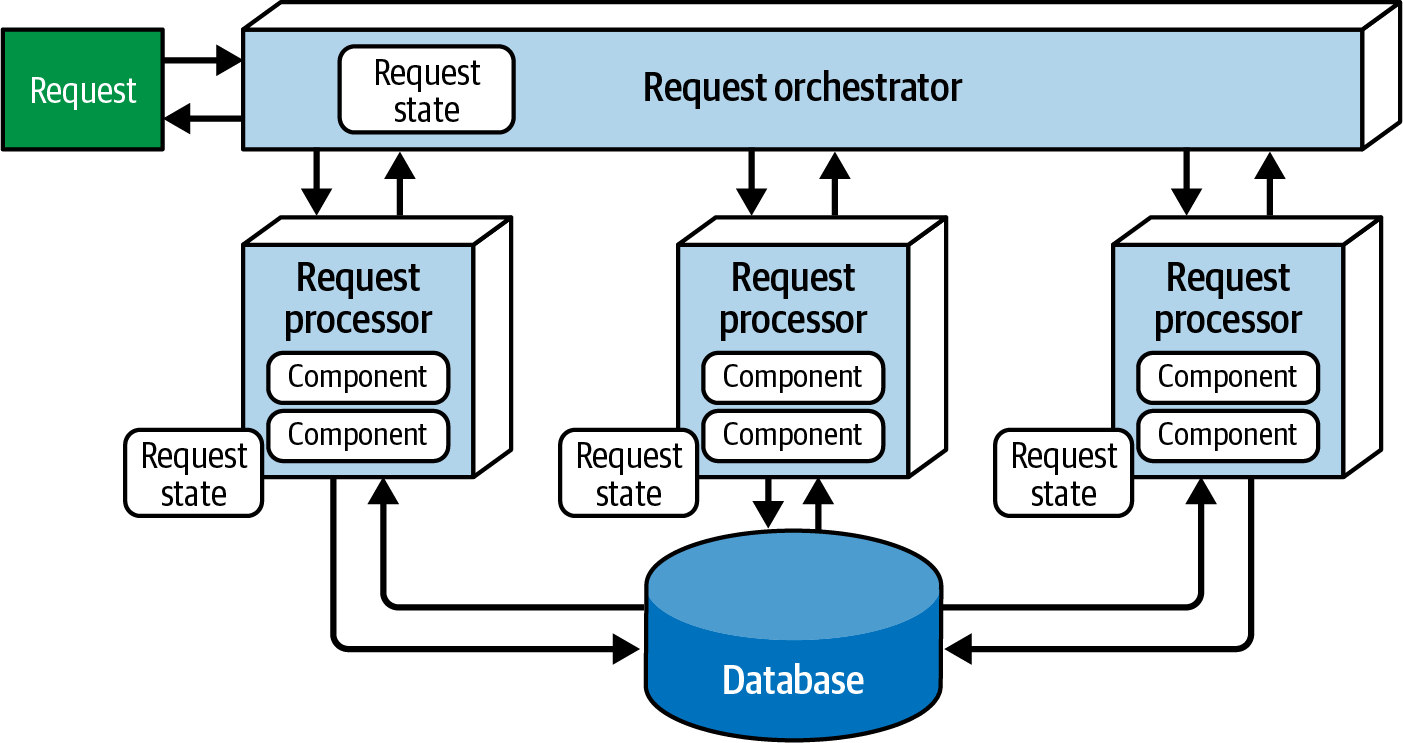 Request
Request
state
Request orchestrator
Request
processor
Component
Component
Request
state
Request
processor
Component
Component
Request
state
Request
processor
Component
Component
Request
state
Database